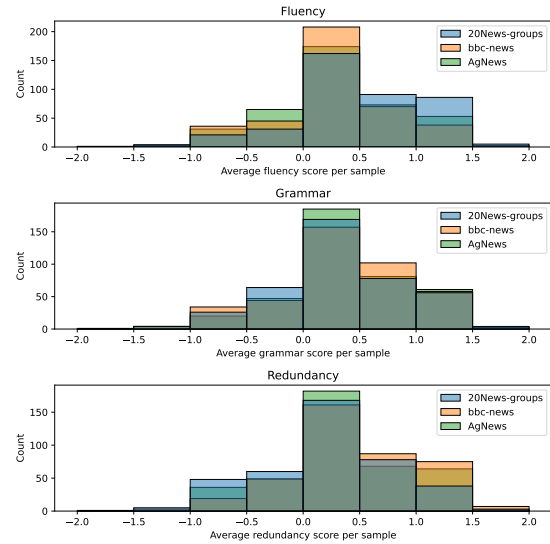 Fluency
200
150
100
50
0
Count
20News-groups
bbc-news
AgNews
−2.0 −1.5 −1.0 −0.5 0.0 0.5 1.0 1.5 2.0
Average fluency score per sample
Grammar
150
100
50
0
Count
20News-groups
bbc-news
AgNews
−2.0 −1.5 −1.0 −0.5 0.0 0.5 1.0 1.5 2.0
Average grammar score per sample
Redundancy
150
100
50
0
Count
20News-groups
bbc-news
AgNews
−2.0 −1.5 −1.0 −0.5 0.0 0.5 1.0 1.5 2.0
Average redundancy score per sample